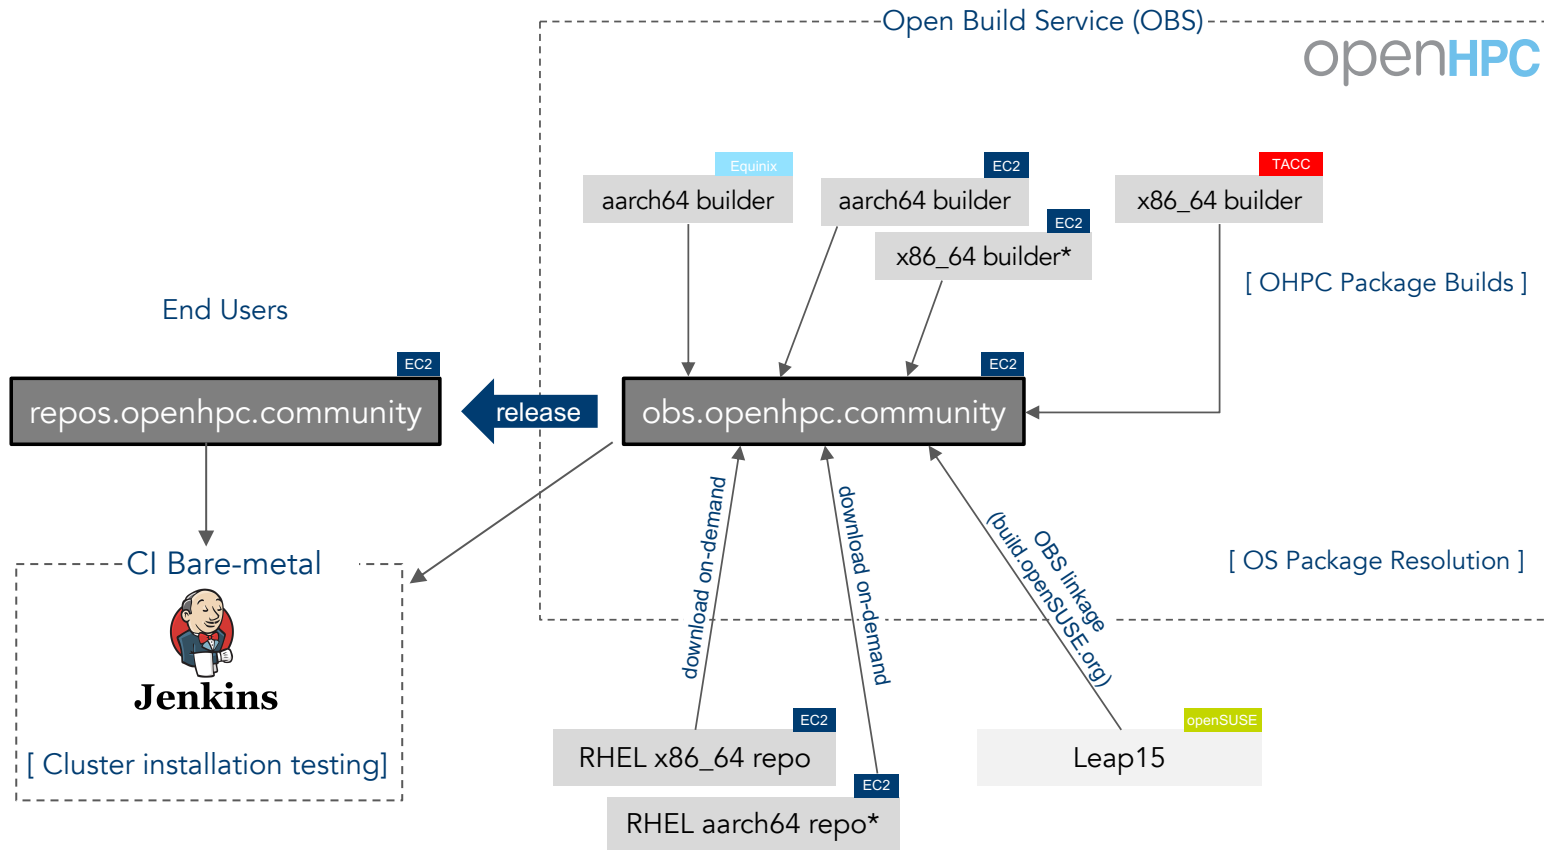 Open Build Service (OBS)
openHPC
Equinix
aarch64 builder
EC2
aarch64 builder
EC2
x86_64 builder*
TACC
x86_64 builder
[ OHPC Package Builds ]
End Users
EC2
repos.openhpc.community
release
EC2
obs.openhpc.community
download on-demand
download on-demand
OBS linkage
(build.openSUSE.org)
[ OS Package Resolution ]
CI Bare-metal
Jenkins
[ Cluster installation testing]
EC2
RHEL x86_64 repo
EC2
RHEL aarch64 repo*
openSUSE
Leap15